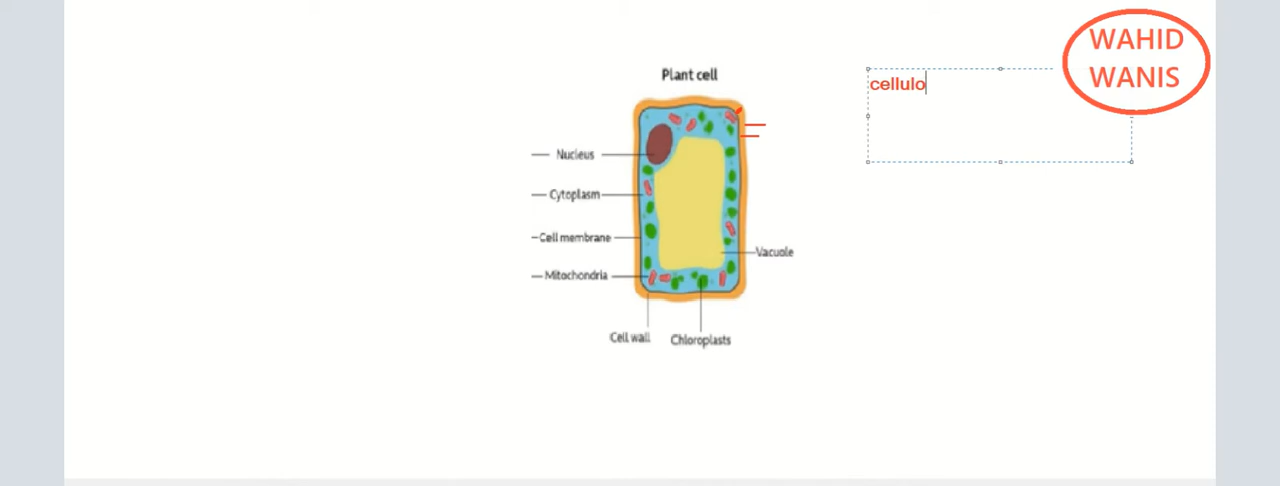 WAHID
WANIS
Plant cell
cellulo
Nucleus
Cytoplasm
Cell membrane
Vacuole
Mitochondria
Cell wall
Chloroplasts